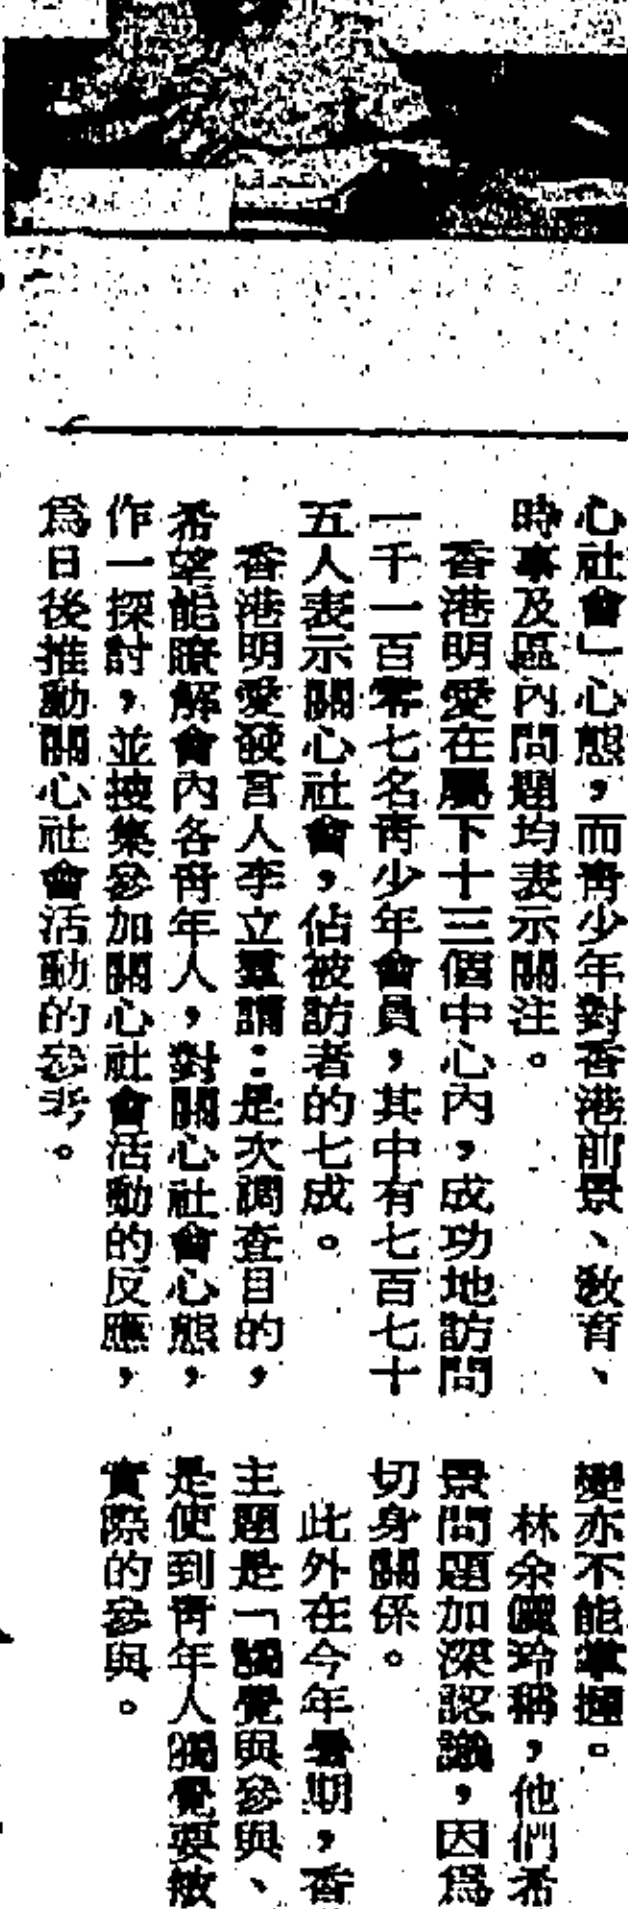 心社會」心態，而青少年對香港前景、教育、
時事及區內問題均表示關注。
香港明愛在屬下十三個中心內，成功地訪問
一千一百零七名青少年會員，其中有七百七十
五人表示關心社會，佔被訪者的七成。
香港明愛發言人李立羣謂：是次調查目的，
希望能瞭解會內各青年人，對關心社會心態，
作一探討，並搜集參加關心社會活動的反應，
為日後推動關心社會活動的參考。
變亦不能掌握。
林余玲稱，他們希
景問題加深認識，因為
切身關係。
此外在今年暑期，香
主題是「觸覺與參與、
是使到青年人觸覺要敏
實際的參與。